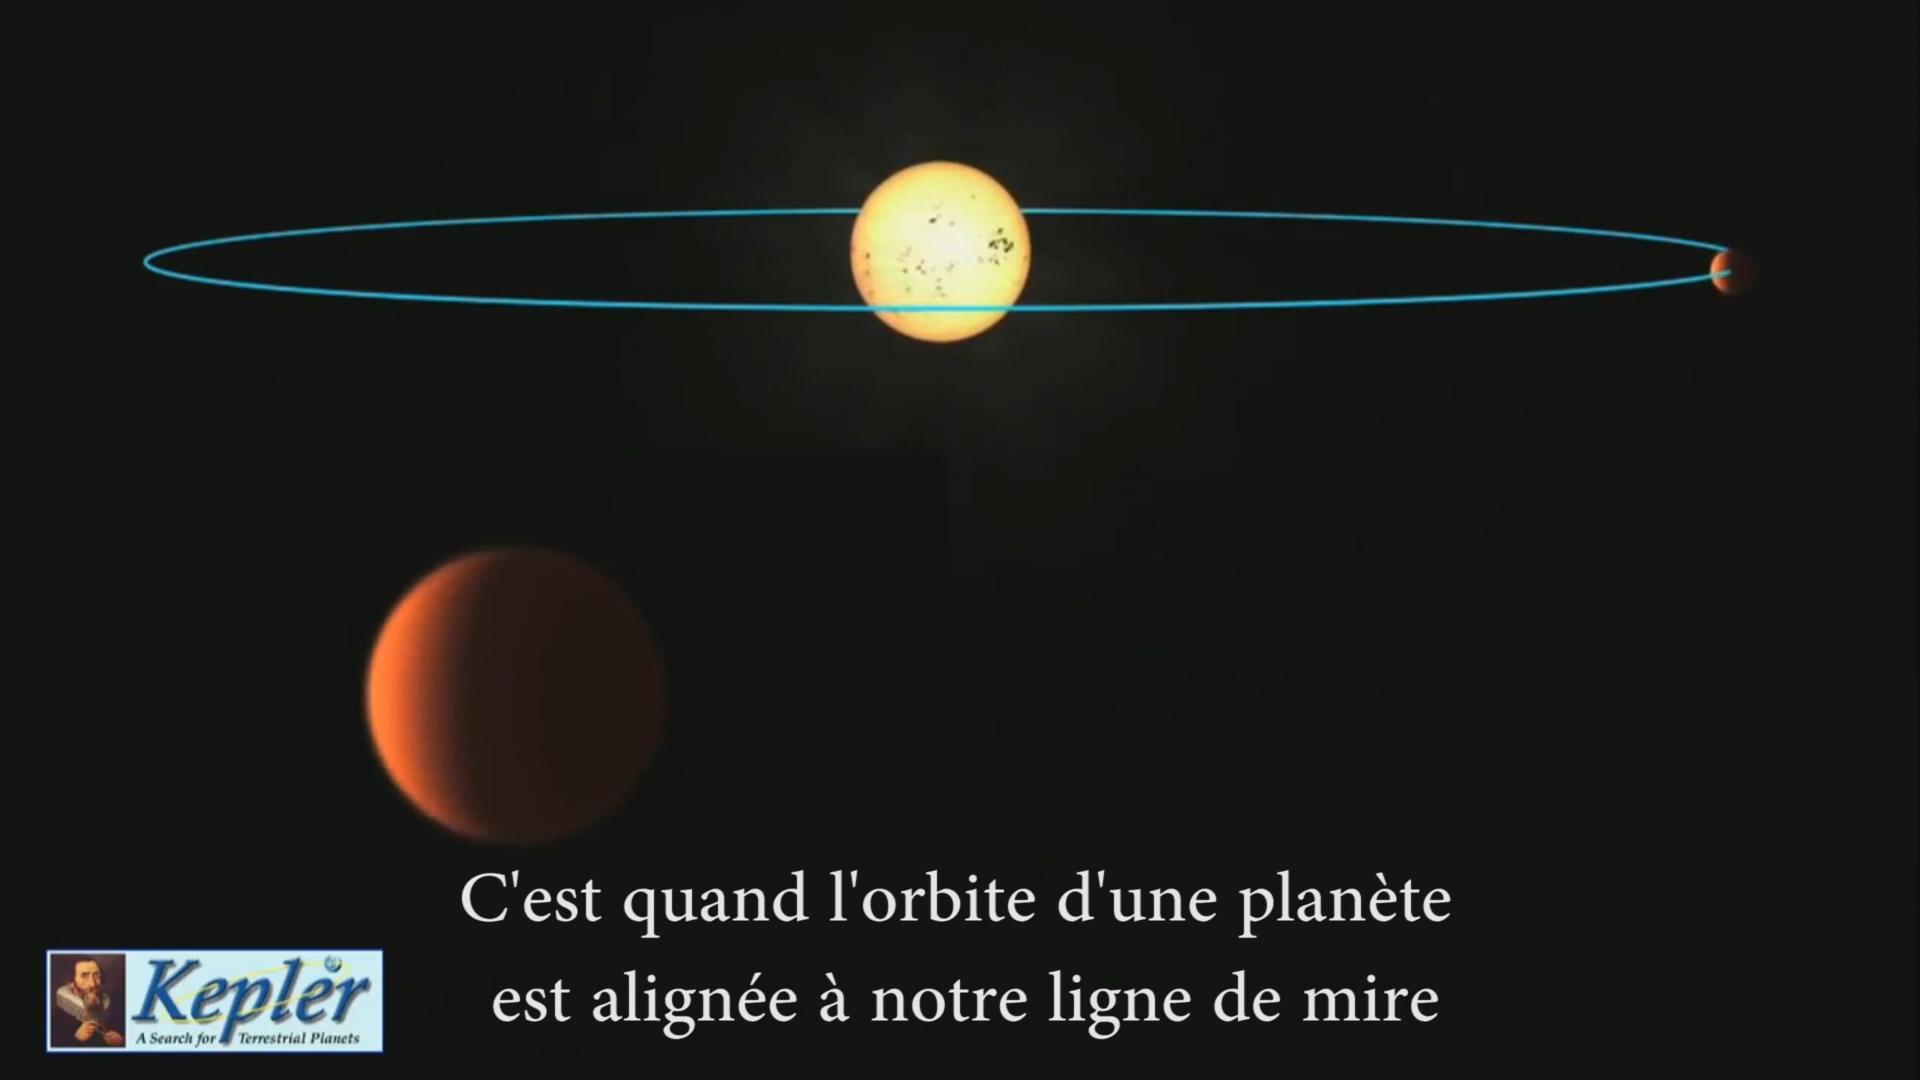 C'est quand l'orbite d'une planète
est alignée à notre ligne de mire
Kepler
A Search for Terrestrial Planets